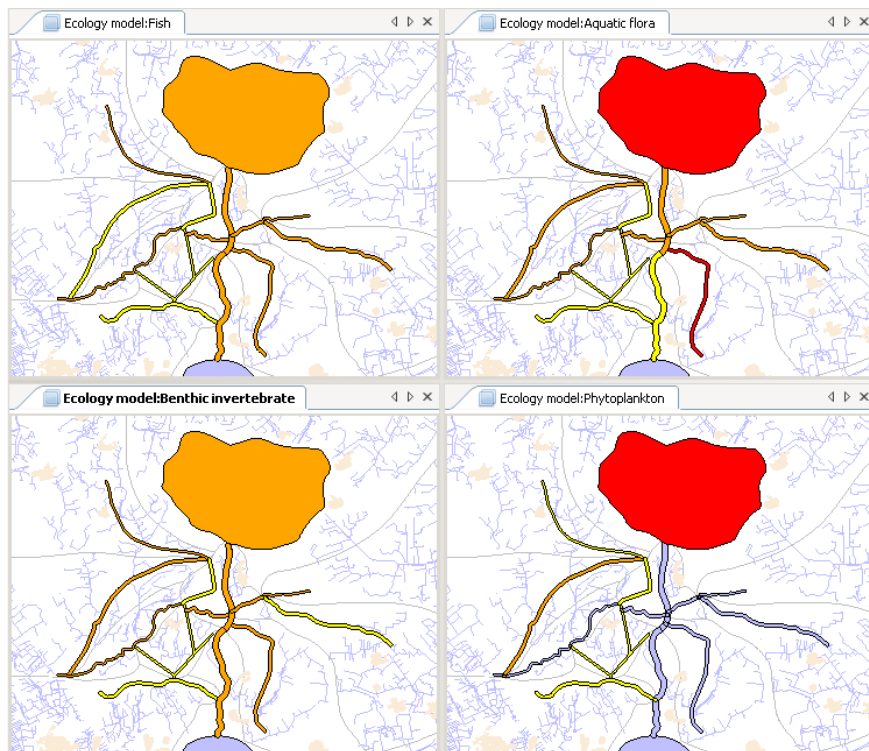 Ecology model:Fish
Ecology model:Aquatic flora
Ecology model:Benthic invertebrate
Ecology model:Phytoplankton